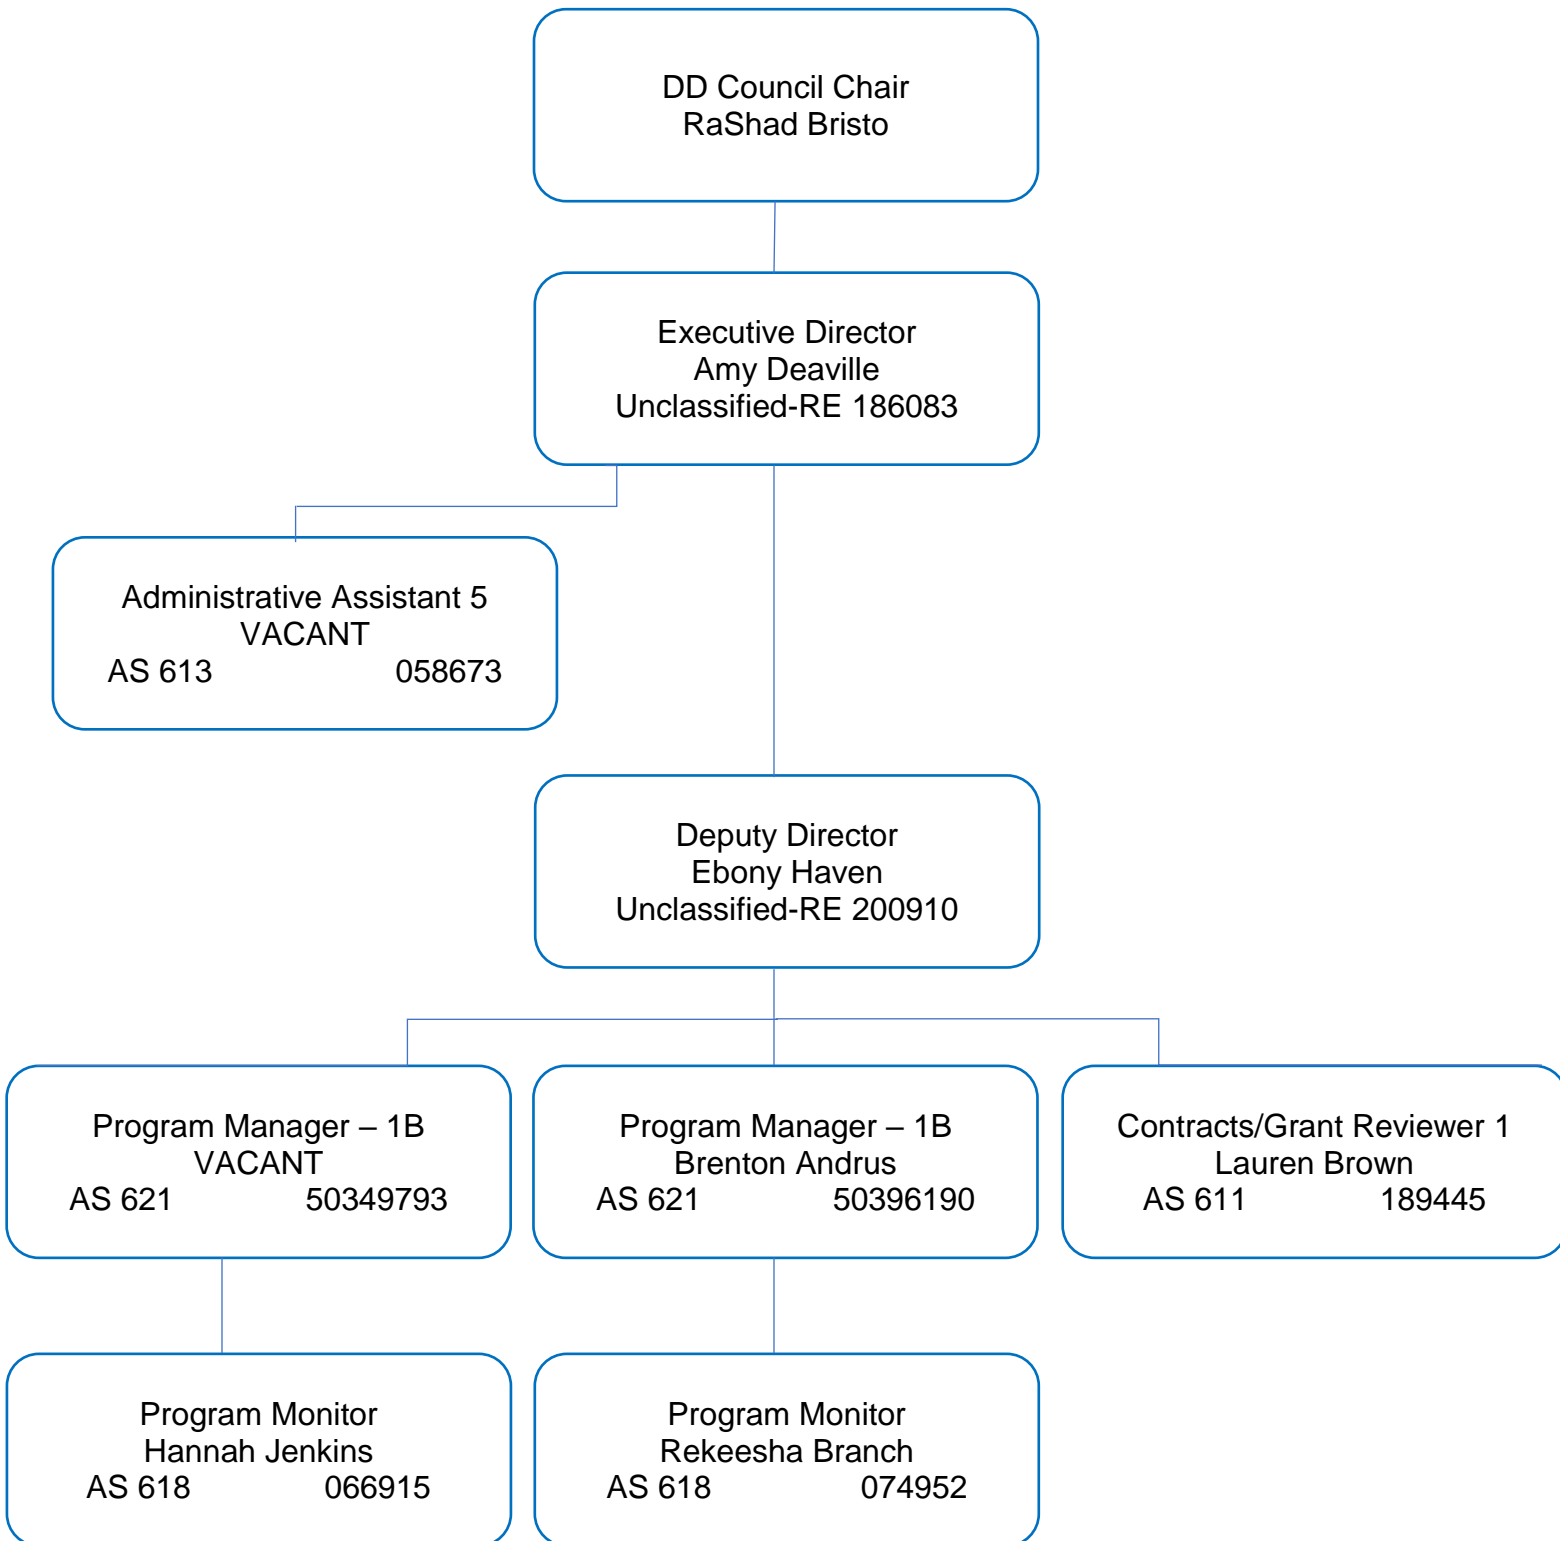 DD Council Chair
RaShad Bristo
Executive Director
Amy Deaville
Unclassified-RE 186083
Administrative Assistant 5
VACANT
AS 613 058673
Deputy Director
Ebony Haven
Unclassified-RE 200910
Program Manager – 1B
VACANT
AS 621 50349793
Program Manager – 1B
Brenton Andrus
AS 621 50396190
Contracts/Grant Reviewer 1
Lauren Brown
AS 611 189445
Program Monitor
Hannah Jenkins
AS 618 066915
Program Monitor
Rekeesha Branch
AS 618 074952